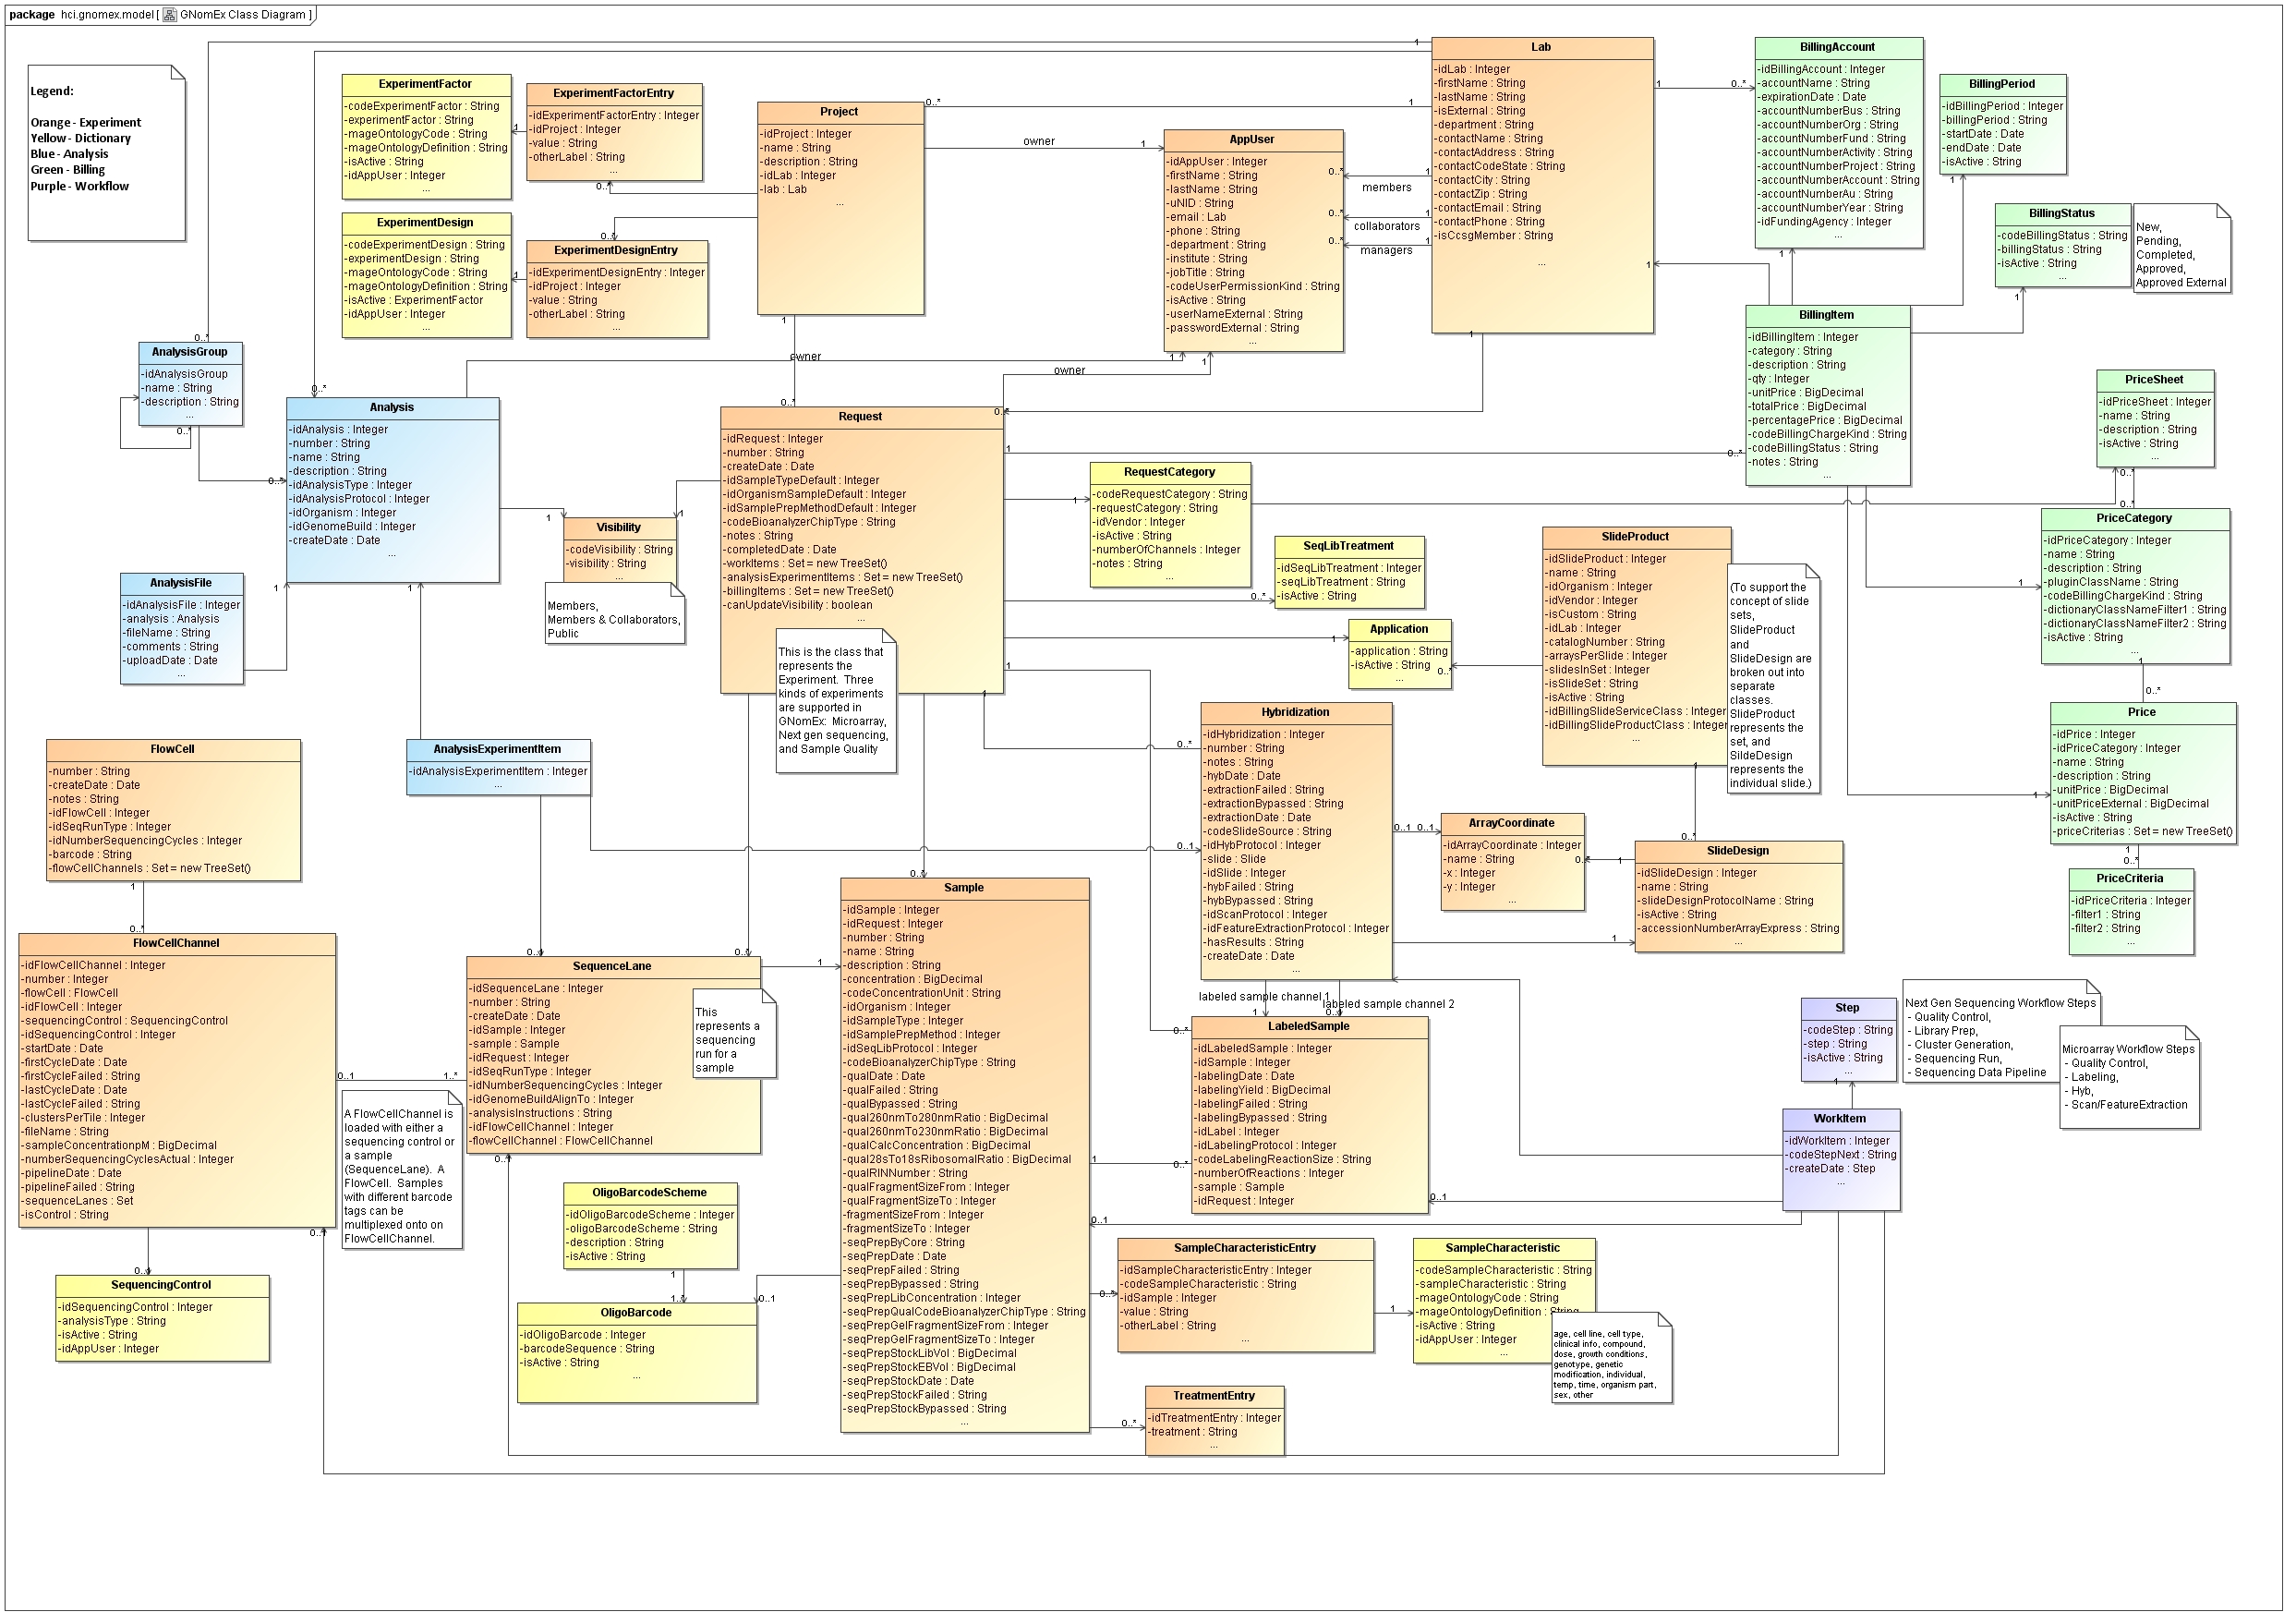 package hci.gnomex.model [ GNomEx Class Diagram ]
Legend:
Orange - Experiment
Yellow - Dictionary
Blue - Analysis
Green - Billing
Purple - Workflow
ExperimentFactor
-codeExperimentFactor : String
-experimentFactor : String
-mageOntologyCode : String
-mageOntologyDefinition : String
-isActive : String
-idAppUser : Integer
...
ExperimentFactorEntry
-idExperimentFactorEntry : Integer
-idProject : Integer
-value : String
-otherLabel : String
...
ExperimentDesign
-codeExperimentDesign : String
-experimentDesign : String
-mageOntologyCode : String
-mageOntologyDefinition : String
-isActive : ExperimentFactor
-idAppUser : Integer
...
ExperimentDesignEntry
-idExperimentDesignEntry : Integer
-idProject : Integer
-value : String
-otherLabel : String
...
Project
-idProject : Integer
-name : String
-description : String
-idLab : Integer
-lab : Lab
...
AppUser
-idAppUser : Integer
-firstName : String
-lastName : String
-uNID : String
-email : Lab
-phone : String
-department : String
-institute : String
-jobTitle : String
-codeUserPermissionKind : String
-isActive : String
-userNameExternal : String
-passwordExternal : String
...
owner
owner
owner
members
collaborators
managers
Lab
-idLab : Integer
-firstName : String
-lastName : String
-isExternal : String
-department : String
-contactName : String
-contactAddress : String
-contactCodeState : String
-contactCity : String
-contactZip : String
-contactEmail : String
-contactPhone : String
-isCcsgMember : String
...
BillingAccount
-idBillingAccount : Integer
-accountName : String
-expirationDate : Date
-accountNumberBus : String
-accountNumberOrg : String
-accountNumberFund : String
-accountNumberActivity : String
-accountNumberProject : String
-accountNumberAccount : String
-accountNumberAu : String
-accountNumberYear : String
-idFundingAgency : Integer
...
BillingPeriod
-idBillingPeriod : Integer
-billingPeriod : String
-startDate : Date
-endDate : Date
-isActive : String
BillingStatus
-codeBillingStatus : String
-billingStatus : String
-isActive : String
...
New,
Pending,
Completed,
Approved,
Approved External
BillingItem
-idBillingItem : Integer
-category : String
-description : String
-qty : Integer
-unitPrice : BigDecimal
-totalPrice : BigDecimal
-percentagePrice : BigDecimal
-codeBillingChargeKind : String
-codeBillingStatus : String
-notes : String
...
PriceSheet
-idPriceSheet : Integer
-name : String
-description : String
-isActive : String
...
PriceCategory
-idPriceCategory : Integer
-name : String
-description : String
-pluginClassName : String
-codeBillingChargeKind : String
-dictionaryClassNameFilter1 : String
-dictionaryClassNameFilter2 : String
-isActive : String
...
Price
-idPrice : Integer
-idPriceCategory : Integer
-name : String
-description : String
-unitPrice : BigDecimal
-unitPriceExternal : BigDecimal
-isActive : String
-priceCriterias : Set = new TreeSet()
PriceCriteria
-idPriceCriteria : Integer
-filter1 : String
-filter2 : String
...
AnalysisGroup
-idAnalysisGroup
-name : String
-description : String
...
Analysis
-idAnalysis : Integer
-number : String
-name : String
-description : String
-idAnalysisType : Integer
-idAnalysisProtocol : Integer
-idOrganism : Integer
-idGenomeBuild : Integer
-createDate : Date
...
AnalysisFile
-idAnalysisFile : Integer
-analysis : Analysis
-fileName : String
-comments : String
-uploadDate : Date
...
Visibility
-codeVisibility : String
-visibility : String
...
Members,
Members & Collaborators,
Public
Request
-idRequest : Integer
-number : String
-createDate : Date
-idSampleTypeDefault : Integer
-idOrganismSampleDefault : Integer
-idSamplePrepMethodDefault : Integer
-codeBioanalyzerChipType : String
-notes : String
-completedDate : Date
-workItems : Set = new TreeSet()
-analysisExperimentItems : Set = new TreeSet()
-billingItems : Set = new TreeSet()
-canUpdateVisibility : boolean
...
This is the class that
represents the
Experiment. Three
kinds of experiments
are supported in
GNomEx: Microarray,
Next gen sequencing,
and Sample Quality
RequestCategory
-codeRequestCategory : String
-requestCategory : String
-idVendor : Integer
-isActive : String
-numberOfChannels : Integer
-notes : String
...
SeqLibTreatment
-idSeqLibTreatment : Integer
-seqLibTreatment : String
-isActive : String
Application
-application : String
-isActive : String
...
SlideProduct
-idSlideProduct : Integer
-name : String
-idOrganism : Integer
-idVendor : Integer
-isCustom : String
-idLab : Integer
-catalogNumber : String
-arraysPerSlide : Integer
-slidesInSet : Integer
-isSlideSet : String
-isActive : String
-idBillingSlideServiceClass : Integer
-idBillingSlideProductClass : Integer
...
(To support the
concept of slide
sets,
SlideProduct
and
SlideDesign are
broken out into
separate
classes.
SlideProduct
represents the
set, and
SlideDesign
represents the
individual slide.)
AnalysisExperimentItem
-idAnalysisExperimentItem : Integer
...
FlowCell
-number : String
-createDate : Date
-notes : String
-idFlowCell : Integer
-idSeqRunType : Integer
-idNumberSequencingCycles : Integer
-barcode : String
-flowCellChannels : Set = new TreeSet()
Hybridization
-idHybridization : Integer
-number : String
-notes : String
-hybDate : Date
-extractionFailed : String
-extractionBypassed : String
-extractionDate : Date
-codeSlideSource : String
-idHybProtocol : Integer
-slide : Slide
-idSlide : Integer
-hybFailed : String
-hybBypassed : String
-idScanProtocol : Integer
-idFeatureExtractionProtocol : Integer
-hasResults : String
-createDate : Date
...
labeled sample channel 1
labeled sample channel 2
ArrayCoordinate
-idArrayCoordinate : Integer
-name : String
-x : Integer
-y : Integer
...
SlideDesign
-idSlideDesign : Integer
-name : String
-slideDesignProtocolName : String
-isActive : String
-accessionNumberArrayExpress : String
...
FlowCellChannel
-idFlowCellChannel : Integer
-number : Integer
-flowCell : FlowCell
-idFlowCell : Integer
-sequencingControl : SequencingControl
-idSequencingControl : Integer
-startDate : Date
-firstCycleDate : Date
-firstCycleFailed : String
-lastCycleDate : Date
-lastCycleFailed : String
-clustersPerTile : Integer
-fileName : String
-sampleConcentrationpM : BigDecimal
-numberSequencingCyclesActual : Integer
-pipelineDate : Date
-pipelineFailed : String
-sequenceLanes : Set
-isControl : String
A FlowCellChannel is
loaded with either a
sequencing control or
a sample
(SequenceLane). A
FlowCell. Samples
with different barcode
tags can be
multiplexed onto on
FlowCellChannel.
SequenceLane
-idSequenceLane : Integer
-number : String
-createDate : Date
-idSample : Integer
-sample : Sample
-idRequest : Integer
-idSeqRunType : Integer
-idNumberSequencingCycles : Integer
-idGenomeBuildAlignTo : Integer
-analysisInstructions : String
-idFlowCellChannel : Integer
-flowCellChannel : FlowCellChannel
This
represents a
sequencing
run for a
sample
Sample
-idSample : Integer
-idRequest : Integer
-number : String
-name : String
-description : String
-concentration : BigDecimal
-codeConcentrationUnit : String
-idOrganism : Integer
-idSampleType : Integer
-idSamplePrepMethod : Integer
-idSeqLibProtocol : Integer
-codeBioanalyzerChipType : String
-qualDate : Date
-qualFailed : String
-qualBypassed : String
-qual260nmTo280nmRatio : BigDecimal
-qual260nmTo230nmRatio : BigDecimal
-qualCalcConcentration : BigDecimal
-qual28sTo18sRibosomalRatio : BigDecimal
-qualRINNumber : String
-qualFragmentSizeFrom : Integer
-qualFragmentSizeTo : Integer
-fragmentSizeFrom : Integer
-fragmentSizeTo : Integer
-seqPrepByCore : String
-seqPrepDate : Date
-seqPrepFailed : String
-seqPrepBypassed : String
-seqPrepLibConcentration : Integer
-seqPrepQualCodeBioanalyzerChipType : String
-seqPrepGelFragmentSizeFrom : Integer
-seqPrepGelFragmentSizeTo : Integer
-seqPrepStockLibVol : BigDecimal
-seqPrepStockEBVol : BigDecimal
-seqPrepStockDate : Date
-seqPrepStockFailed : String
-seqPrepStockBypassed : String
...
LabeledSample
-idLabeledSample : Integer
-idSample : Integer
-labelingDate : Date
-labelingYield : BigDecimal
-labelingFailed : String
-labelingBypassed : String
-idLabel : Integer
-idLabelingProtocol : Integer
-codeLabelingReactionSize : String
-numberOfReactions : Integer
-sample : Sample
-idRequest : Integer
Step
-codeStep : String
-step : String
-isActive : String
...
Next Gen Sequencing Workflow Steps
- Quality Control,
- Library Prep,
- Cluster Generation,
- Sequencing Run,
- Sequencing Data Pipeline
Microarray Workflow Steps
- Quality Control,
- Labeling,
- Hyb,
- Scan/FeatureExtraction
WorkItem
-idWorkItem : Integer
-codeStepNext : String
-createDate : Step
...
OligoBarcodeScheme
-idOligoBarcodeScheme : Integer
-oligoBarcodeScheme : String
-description : String
-isActive : String
OligoBarcode
-idOligoBarcode : Integer
-barcodeSequence : String
-isActive : String
...
SequencingControl
-idSequencingControl : Integer
-analysisType : String
-isActive : String
-idAppUser : Integer
SampleCharacteristicEntry
-idSampleCharacteristicEntry : Integer
-codeSampleCharacteristic : String
-idSample : Integer
-value : String
-otherLabel : String
...
SampleCharacteristic
-codeSampleCharacteristic : String
-sampleCharacteristic : String
-mageOntologyCode : String
-mageOntologyDefinition : String
-isActive : String
-idAppUser : Integer
...
age, cell line, cell type,
clinical info, compound,
dose, growth conditions,
genotype, genetic
modification, individual,
temp, time, organism part,
sex, other
TreatmentEntry
-idTreatmentEntry : Integer
-treatment : String
...